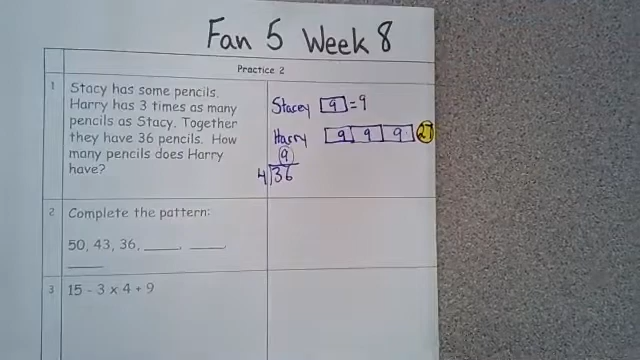 Fan 5 Week 8
Practice 2
1 Stacy has some pencils.
Harry has 3 times as many
pencils as Stacy. Together
they have 36 pencils. How
many pencils does Harry
have?
Stacey 9 = 9
Harry 9 9 9 27
9
4 36
2 Complete the pattern:
50, 43, 36, ____, ____,
____
3 15 - 3 x 4 + 9